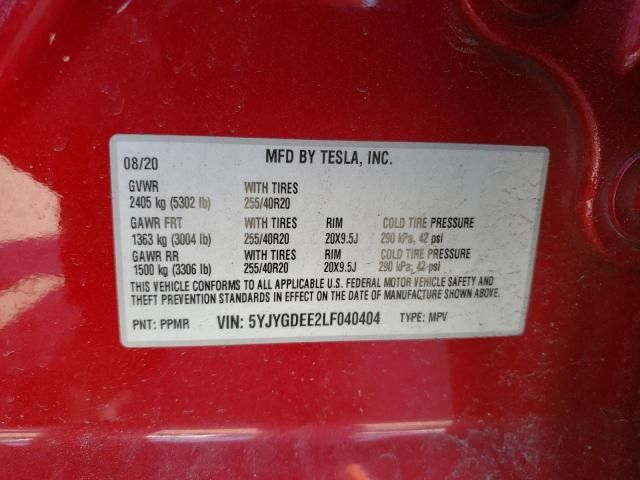 08/20 MFD BY TESLA, INC.
GVWR WITH TIRES
2405 kg (5302 lb) 255/40R20
GAWR FRT WITH TIRES RIM COLD TIRE PRESSURE
1363 kg (3004 lb) 255/40R20 20X9.5J 290 kPa, 42 psi
GAWR RR WITH TIRES RIM COLD TIRE PRESSURE
1500 kg (3306 lb) 255/40R20 20X9.5J 290 kPa, 42 psi
THIS VEHICLE CONFORMS TO ALL APPLICABLE U.S. FEDERAL MOTOR VEHICLE SAFETY AND
THEFT PREVENTION STANDARDS IN EFFECT ON THE DATE OF MANUFACTURE SHOWN ABOVE.
PNT: PPMR VIN: 5YJYGDEE2LF040404 TYPE: MPV